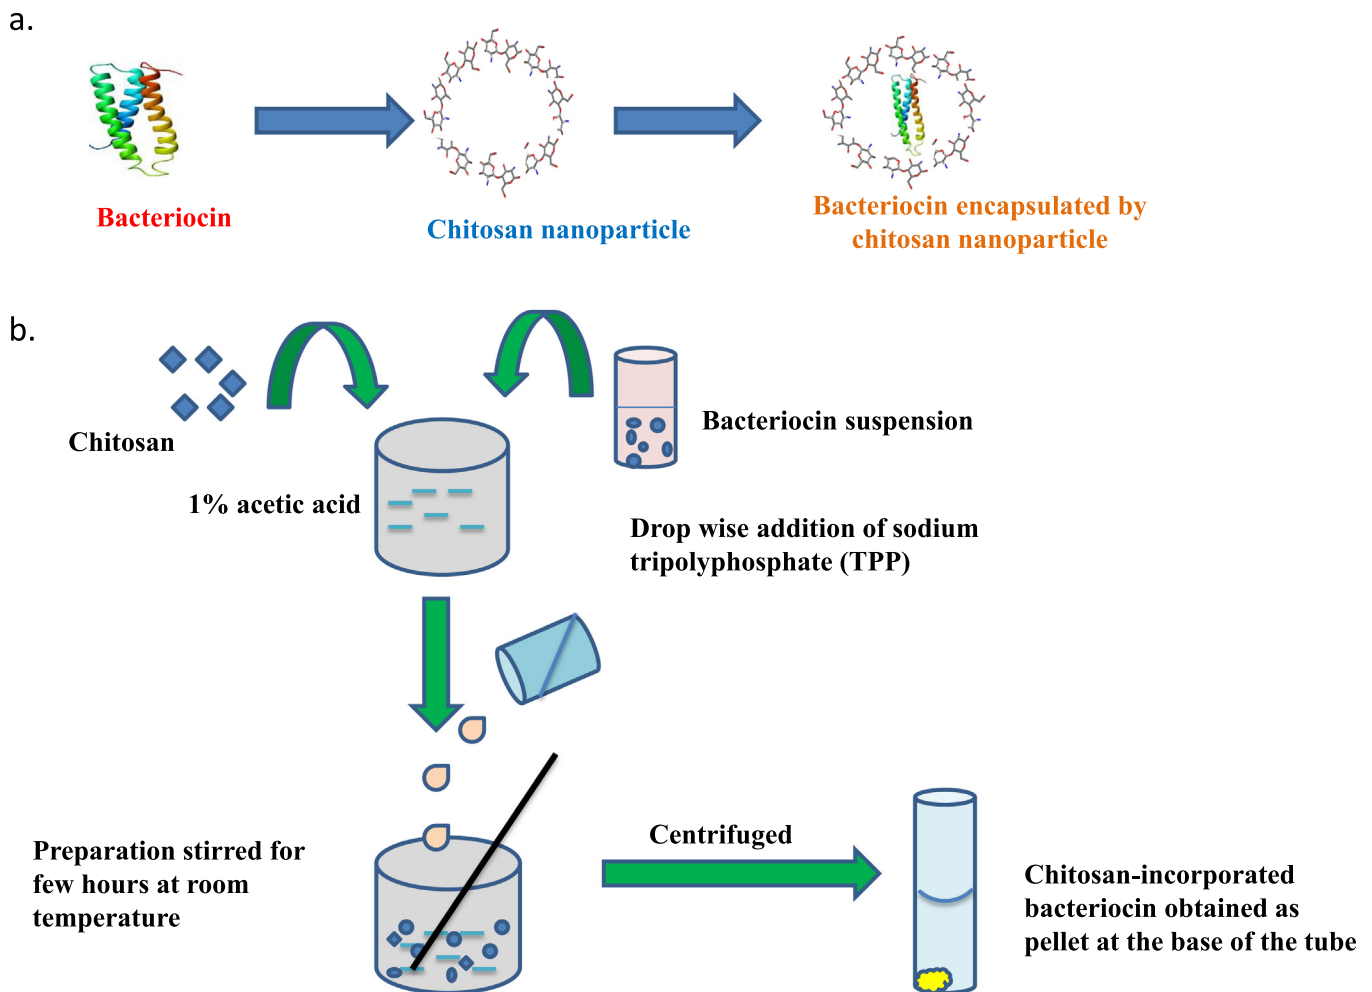 a.
Bacteriocin
Chitosan nanoparticle
Bacteriocin encapsulated by
chitosan nanoparticle
b.
Chitosan
Bacteriocin suspension
1% acetic acid
Drop wise addition of sodium
tripolyphosphate (TPP)
Preparation stirred for
few hours at room
temperature
Centrifuged
Chitosan-incorporated
bacteriocin obtained as
pellet at the base of the tube